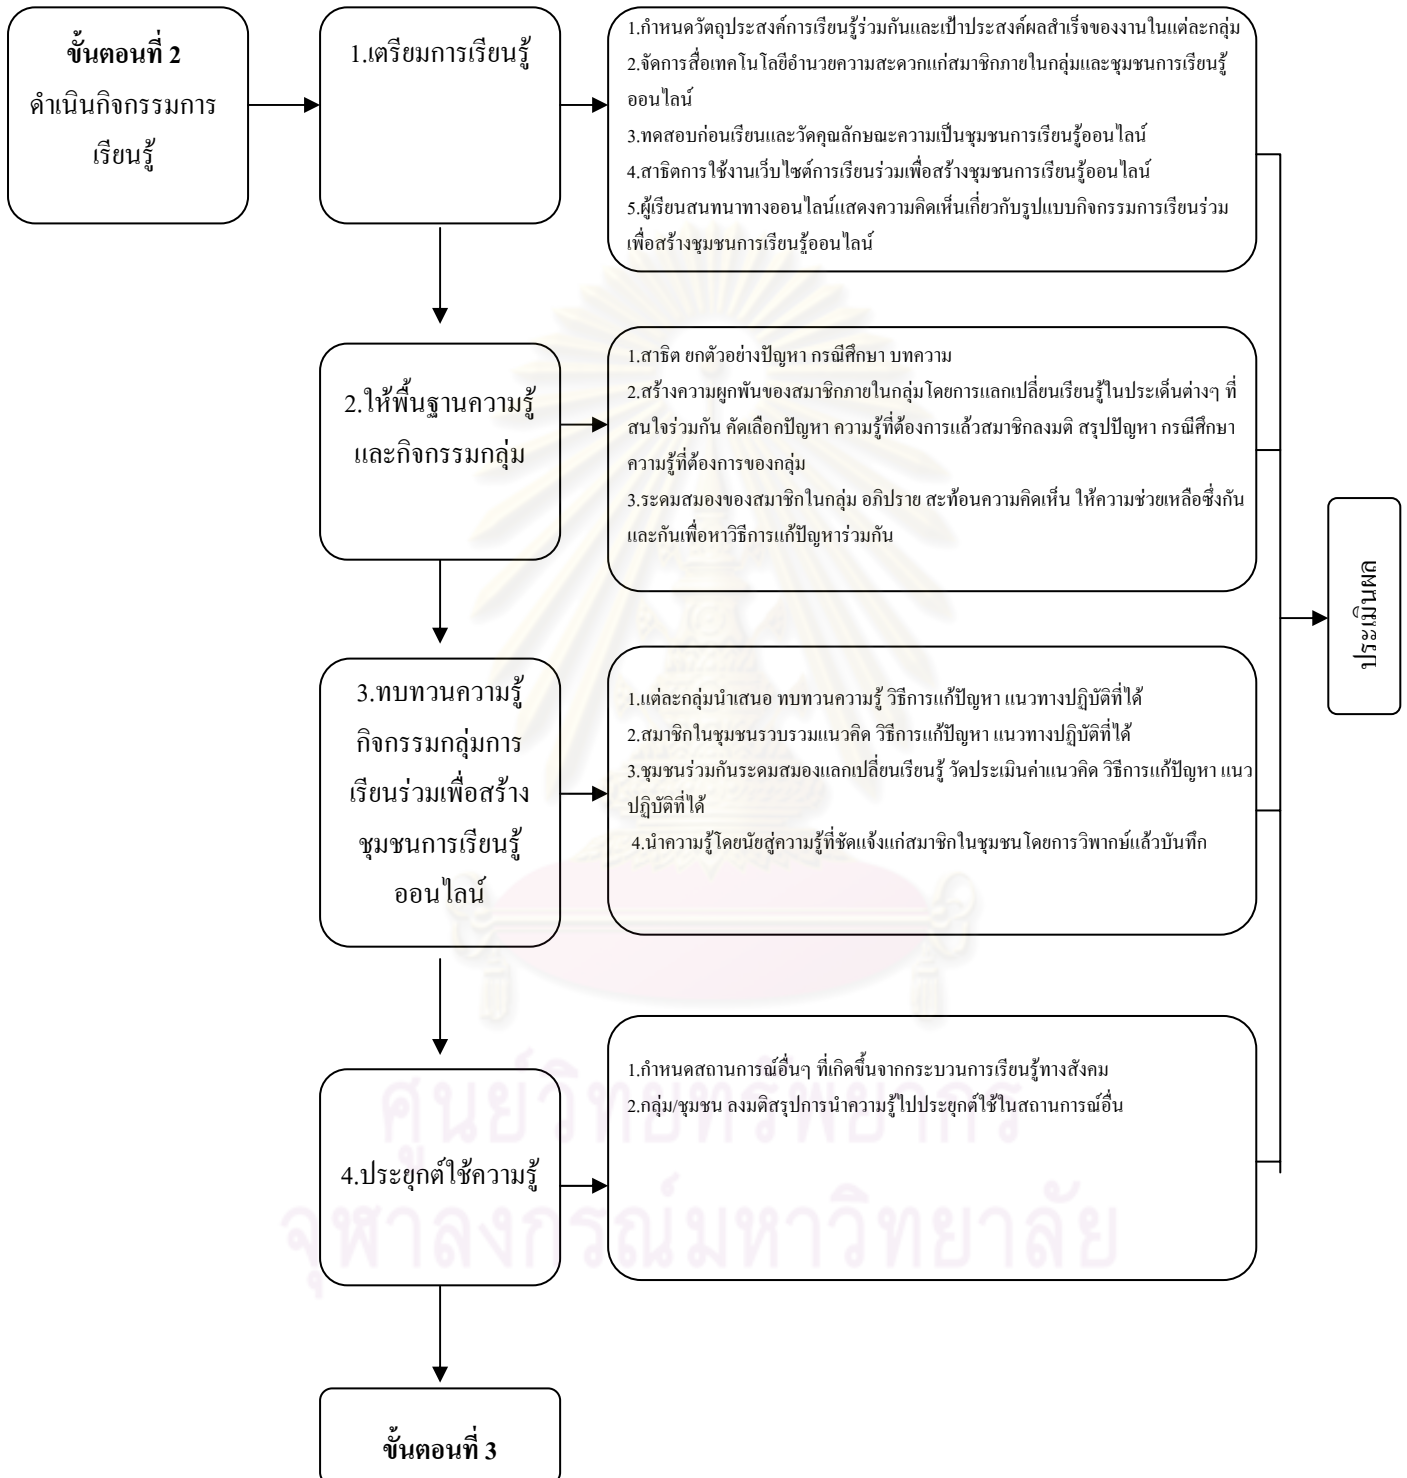 ขั้นตอนที่ 2
ดำเนินกิจกรรมการ
เรียนรู้
1.เตรียมการเรียนรู้
1.กำหนดวัตถุประสงค์การเรียนรู้ร่วมกันและเป้าประสงค์ผลสำเร็จของงานในแต่ละกลุ่ม
2.จัดการสื่อเทคโนโลยีอำนวยความสะดวกแก่สมาชิกภายในกลุ่มและชุมชนการเรียนรู้
ออนไลน์
3.ทดสอบก่อนเรียนและวัดคุณลักษณะความเป็นชุมชนการเรียนรู้ออนไลน์
4.สาธิตการใช้งานเว็บไซต์การเรียนร่วมเพื่อสร้างชุมชนการเรียนรู้ออนไลน์
5.ผู้เรียนสนทนาทางออนไลน์แสดงความคิดเห็นเกี่ยวกับรูปแบบกิจกรรมการเรียนร่วม
เพื่อสร้างชุมชนการเรียนรู้ออนไลน์
2.ให้พื้นฐานความรู้
และกิจกรรมกลุ่ม
1.สาธิต ยกตัวอย่างปัญหา กรณีศึกษา บทความ
2.สร้างความผูกพันของสมาชิกภายในกลุ่มโดยการแลกเปลี่ยนเรียนรู้ในประเด็นต่างๆ ที่
สนใจร่วมกัน คัดเลือกปัญหา ความรู้ที่ต้องการแล้วสมาชิกลงมติ สรุปปัญหา กรณีศึกษา
ความรู้ที่ต้องการของกลุ่ม
3.ระดมสมองของสมาชิกในกลุ่ม อภิปราย สะท้อนความคิดเห็น ให้ความช่วยเหลือซึ่งกัน
และกันเพื่อหาวิธีการแก้ปัญหาร่วมกัน
3.ทบทวนความรู้
กิจกรรมกลุ่มการ
เรียนร่วมเพื่อสร้าง
ชุมชนการเรียนรู้
ออนไลน์
1.แต่ละกลุ่มนำเสนอ ทบทวนความรู้ วิธีการแก้ปัญหา แนวทางปฏิบัติที่ได้
2.สมาชิกในชุมชนรวบรวมแนวคิด วิธีการแก้ปัญหา แนวทางปฏิบัติที่ได้
3.ชุมชนร่วมกันระดมสมองแลกเปลี่ยนเรียนรู้ วัดประเมินค่าแนวคิด วิธีการแก้ปัญหา แนว
ปฏิบัติที่ได้
4.นำความรู้โดยนัยสู่ความรู้ที่ชัดแจ้งแก่สมาชิกในชุมชนโดยการวิพากษ์แล้วบันทึก
4.ประยุกต์ใช้ความรู้
1.กำหนดสถานการณ์อื่นๆ ที่เกิดขึ้นจากกระบวนการเรียนรู้ทางสังคม
2.กลุ่ม/ชุมชน ลงมติสรุปการนำความรู้ไปประยุกต์ใช้ในสถานการณ์อื่น
ประเมินผล
ขั้นตอนที่ 3
ศูนย์วิทยทรัพยากร
จุฬาลงกรณ์มหาวิทยาลัย